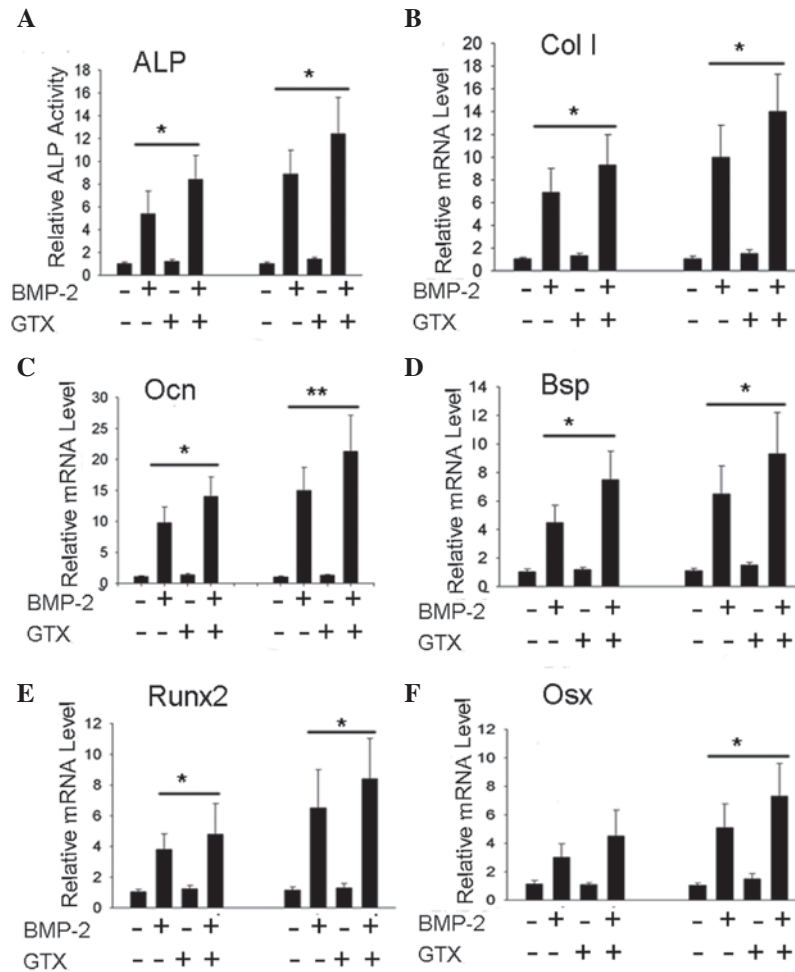 A
ALP
Relative ALP Activity
18
16
14
12
10
8
6
4
2
0
* *
BMP-2 - + - + - + - +
GTX - - + + - - + +
B
Col I
Relative mRNA Level
20
18
16
14
12
10
8
6
4
2
0
* *
BMP-2 - + - + - + - +
GTX - - + + - - + +
C
Ocn
Relative mRNA Level
30
25
20
15
10
5
0
* **
BMP-2 - + - + - + - +
GTX - - + + - - + +
D
Bsp
Relative mRNA Level
14
12
10
8
6
4
2
0
* *
BMP-2 - + - + - + - +
GTX - - + + - - + +
E
Runx2
Relative mRNA Level
12
10
8
6
4
2
0
* *
BMP-2 - + - + - + - +
GTX - - + + - - + +
F
Osx
Relative mRNA Level
12
10
8
6
4
2
0
*
BMP-2 - + - + - + - +
GTX - - + + - - + +